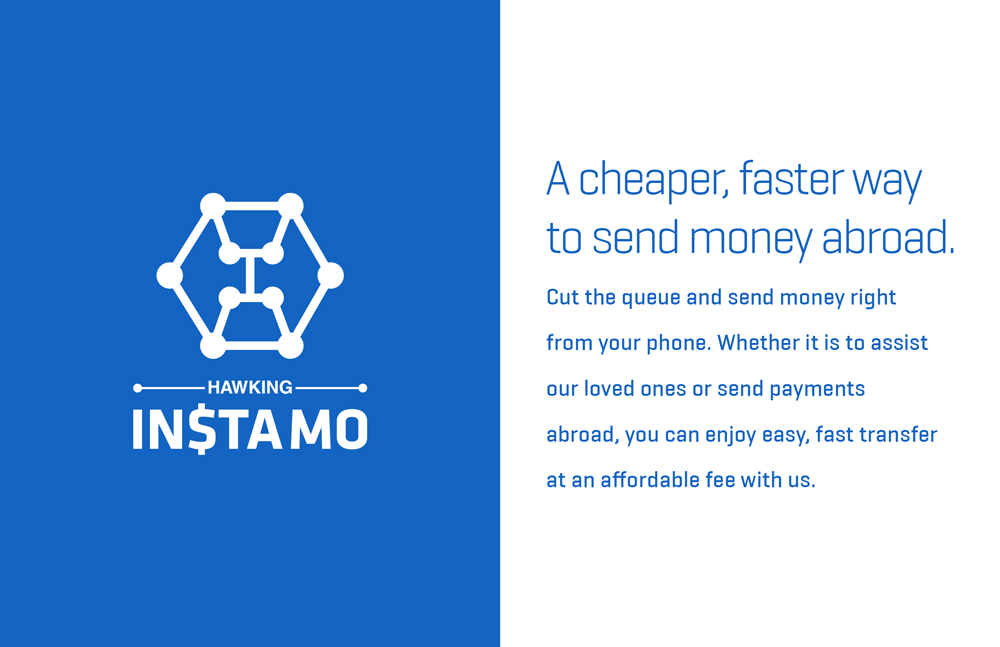 HAWKING
IN$TAMO
A cheaper, faster way
to send money abroad.
Cut the queue and send money right
from your phone. Whether it is to assist
our loved ones or send payments
abroad, you can enjoy easy, fast transfer
at an affordable fee with us.